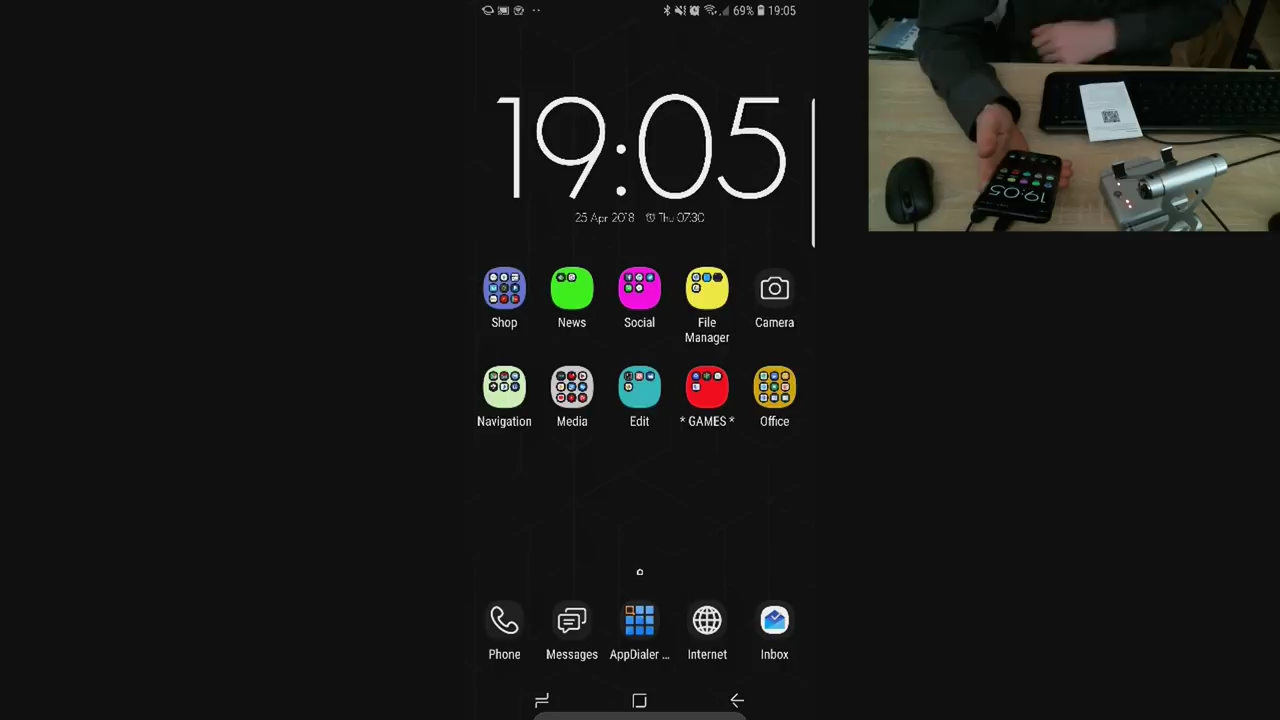 69% 19:05
19:05
25 Apr 2018 Thu 07:30
Shop News Social File Manager Camera
Navigation Media Edit * GAMES * Office
Phone Messages AppDialer ... Internet Inbox
19:05